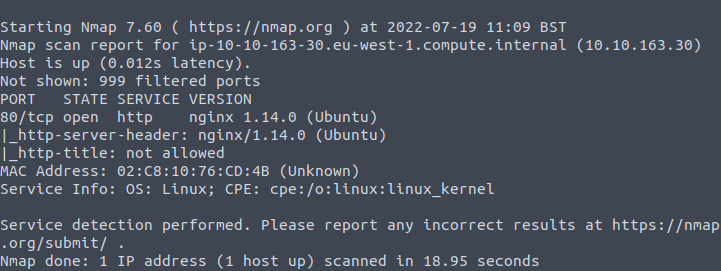 Starting Nmap 7.60 ( https://nmap.org ) at 2022-07-19 11:09 BST
Nmap scan report for ip-10-10-163-30.eu-west-1.compute.internal (10.10.163.30)
Host is up (0.012s latency).
Not shown: 999 filtered ports
PORT   STATE SERVICE VERSION
80/tcp open  http    nginx 1.14.0 (Ubuntu)
|_http-server-header: nginx/1.14.0 (Ubuntu)
|_http-title: not allowed
MAC Address: 02:C8:10:76:CD:4B (Unknown)
Service Info: OS: Linux; CPE: cpe:/o:linux:linux_kernel

Service detection performed. Please report any incorrect results at https://nmap
.org/submit/ .
Nmap done: 1 IP address (1 host up) scanned in 18.95 seconds